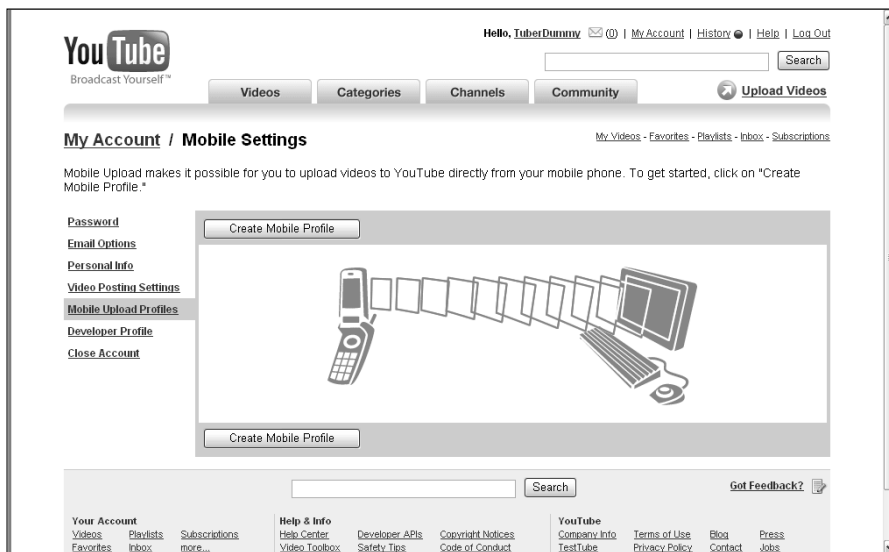 Hello, TuberDummy (0) | My Account | History | Help | Log Out
YouTube
Broadcast Yourself™
Search
Videos Categories Channels Community Upload Videos
My Account / Mobile Settings
My Videos - Favorites - Playlists - Inbox - Subscriptions
Mobile Upload makes it possible for you to upload videos to YouTube directly from your mobile phone. To get started, click on "Create
Mobile Profile."
Password
Email Options
Personal Info
Video Posting Settings
Mobile Upload Profiles
Developer Profile
Close Account
Create Mobile Profile
Create Mobile Profile
Search
Got Feedback?
Your Account Help & Info YouTube
Videos Playlists Subscriptions Help Center Developer APIs Copyright Notices Company Info Terms of Use Blog Press
Favorites Inbox more... Video Toolbox Safety Tips Code of Conduct TestTube Privacy Policy Contact Jobs